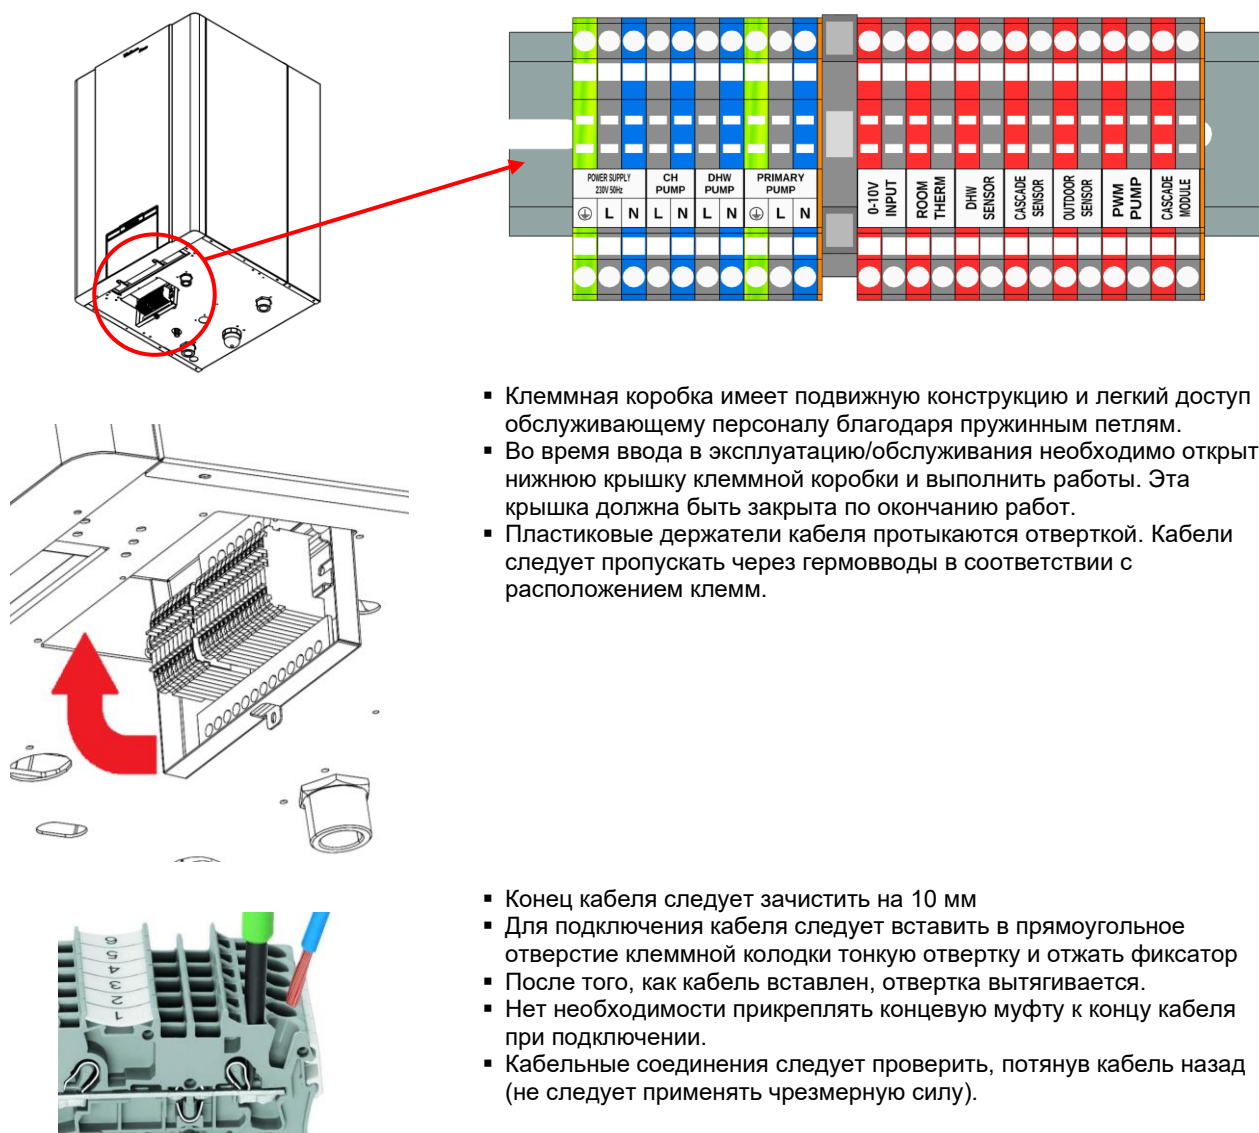 POWER SUPPLY
230V 50Hz
CH
PUMP
DHW
PUMP
PRIMARY
PUMP
L N L N L N L N
0-10V
INPUT
ROOM
THERM
DHW
SENSOR
CASCADE
SENSOR
OUTDOOR
SENSOR
PWM
PUMP
CASCADE
MODULE
▪ Клеммная коробка имеет подвижную конструкцию и легкий доступ
обслуживающему персоналу благодаря пружинным петлям.
▪ Во время ввода в эксплуатацию/обслуживания необходимо открыт
нижнюю крышку клеммной коробки и выполнить работы. Эта
крышка должна быть закрыта по окончанию работ.
▪ Пластиковые держатели кабеля протыкаются отверткой. Кабели
следует пропускать через гермовводы в соответствии с
расположением клемм.
▪ Конец кабеля следует зачистить на 10 мм
▪ Для подключения кабеля следует вставить в прямоугольное
отверстие клеммной колодки тонкую отвертку и отжать фиксатор
▪ После того, как кабель вставлен, отвертка вытягивается.
▪ Нет необходимости прикреплять концевую муфту к концу кабеля
при подключении.
▪ Кабельные соединения следует проверить, потянув кабель назад
(не следует применять чрезмерную силу).
6
5
4
3
2
1